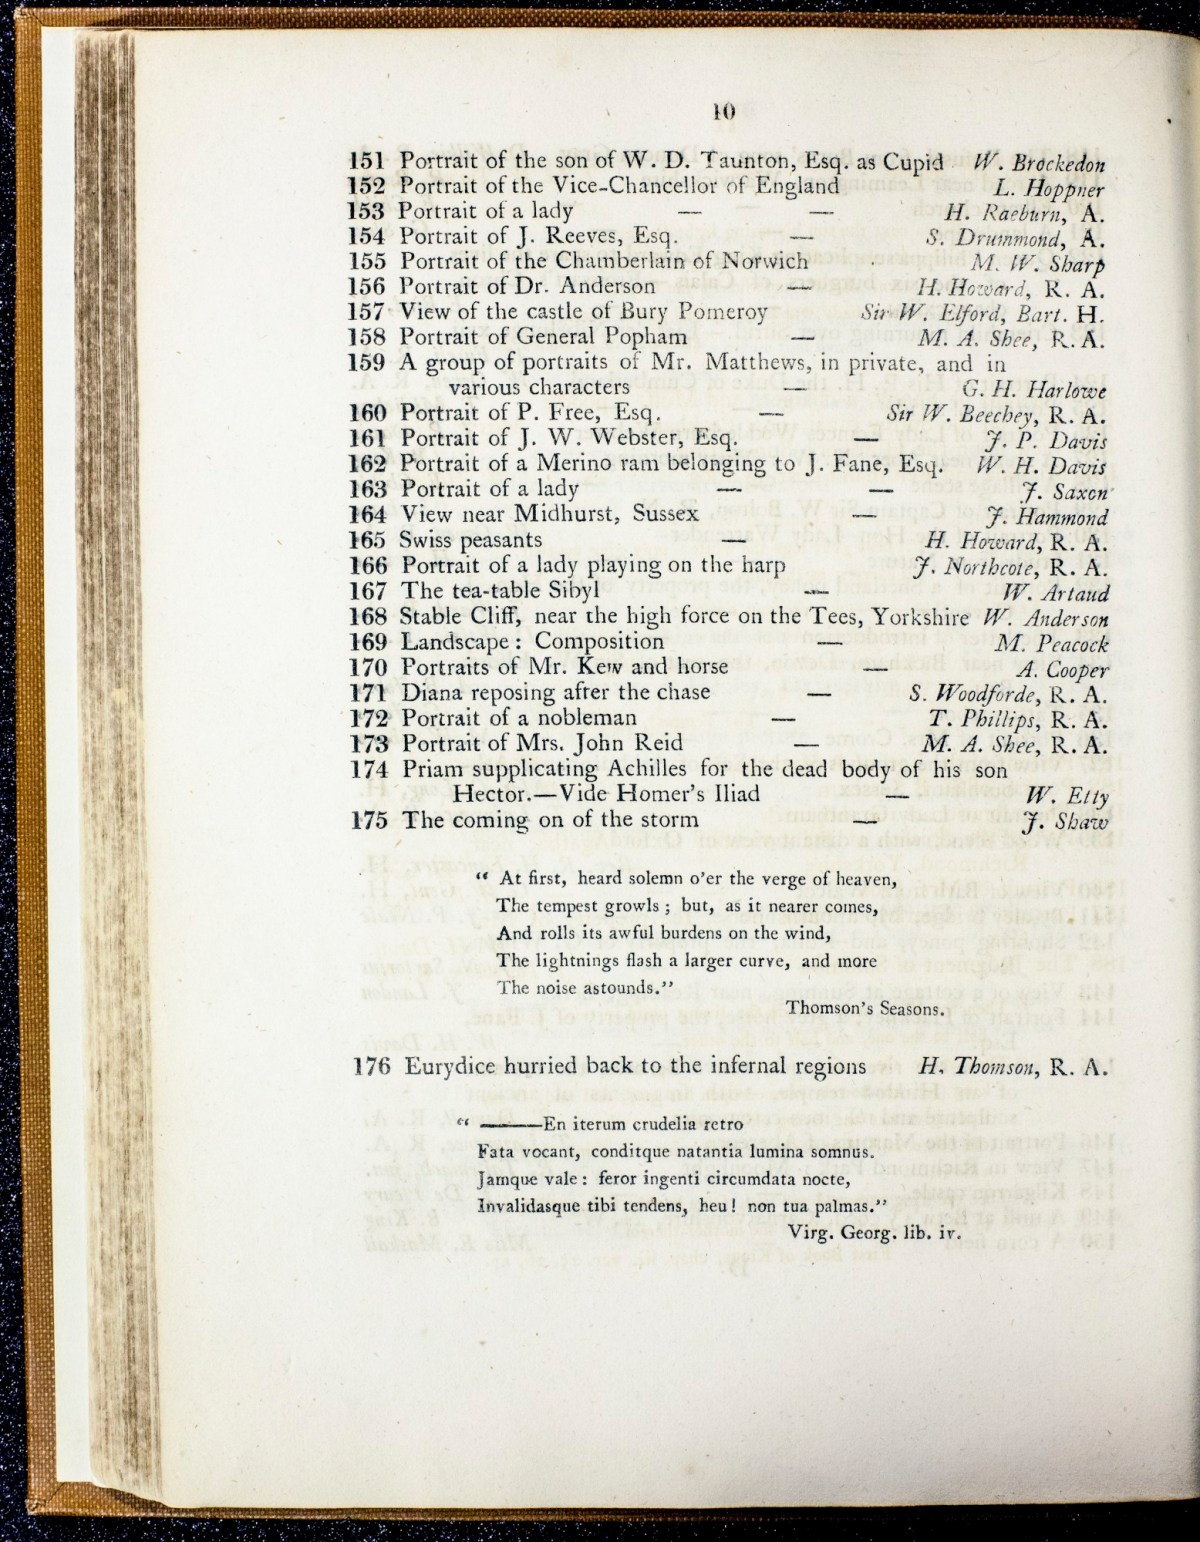 10
151 Portrait of the son of W. D. Taunton, Esq. as Cupid W. Brockedon
152 Portrait of the Vice-Chancellor of England L. Hoppner
153 Portrait of a lady — — H. Raeburn, A.
154 Portrait of J. Reeves, Esq. — S. Drummond, A.
155 Portrait of the Chamberlain of Norwich M. W. Sharp
156 Portrait of Dr. Anderson — H. Howard, R. A.
157 View of the castle of Bury Pomeroy Sir W. Elford, Bart. H.
158 Portrait of General Popham — M. A. Shee, R. A.
159 A group of portraits of Mr. Matthews, in private, and in
various characters — G. H. Harlowe
160 Portrait of P. Free, Esq. — Sir W. Beechey, R. A.
161 Portrait of J. W. Webster, Esq. — J. P. Davis
162 Portrait of a Merino ram belonging to J. Fane, Esq. W. H. Davis
163 Portrait of a lady — — J. Saxon
164 View near Midhurst, Sussex — J. Hammond
165 Swiss peasants — H. Howard, R. A.
166 Portrait of a lady playing on the harp J. Northcote, R. A.
167 The tea-table Sibyl — W. Artaud
168 Stable Cliff, near the high force on the Tees, Yorkshire W. Anderson
169 Landscape : Composition — M. Peacock
170 Portraits of Mr. Kew and horse — A. Cooper
171 Diana reposing after the chase — S. Woodforde, R. A.
172 Portrait of a nobleman — T. Phillips, R. A.
173 Portrait of Mrs. John Reid — M. A. Shee, R. A.
174 Priam supplicating Achilles for the dead body of his son
Hector.—Vide Homer's Iliad — W. Etty
175 The coming on of the storm — J. Shaw
“ At first, heard solemn o'er the verge of heaven,
The tempest growls ; but, as it nearer comes,
And rolls its awful burdens on the wind,
The lightnings flash a larger curve, and more
The noise astounds.”
Thomson's Seasons.
176 Eurydice hurried back to the infernal regions H. Thomson, R. A.
“ ———En iterum crudelia retro
Fata vocant, conditque natantia lumina somnus.
Jamque vale : feror ingenti circumdata nocte,
Invalidasque tibi tendens, heu ! non tua palmas.”
Virg. Georg. lib. iv.